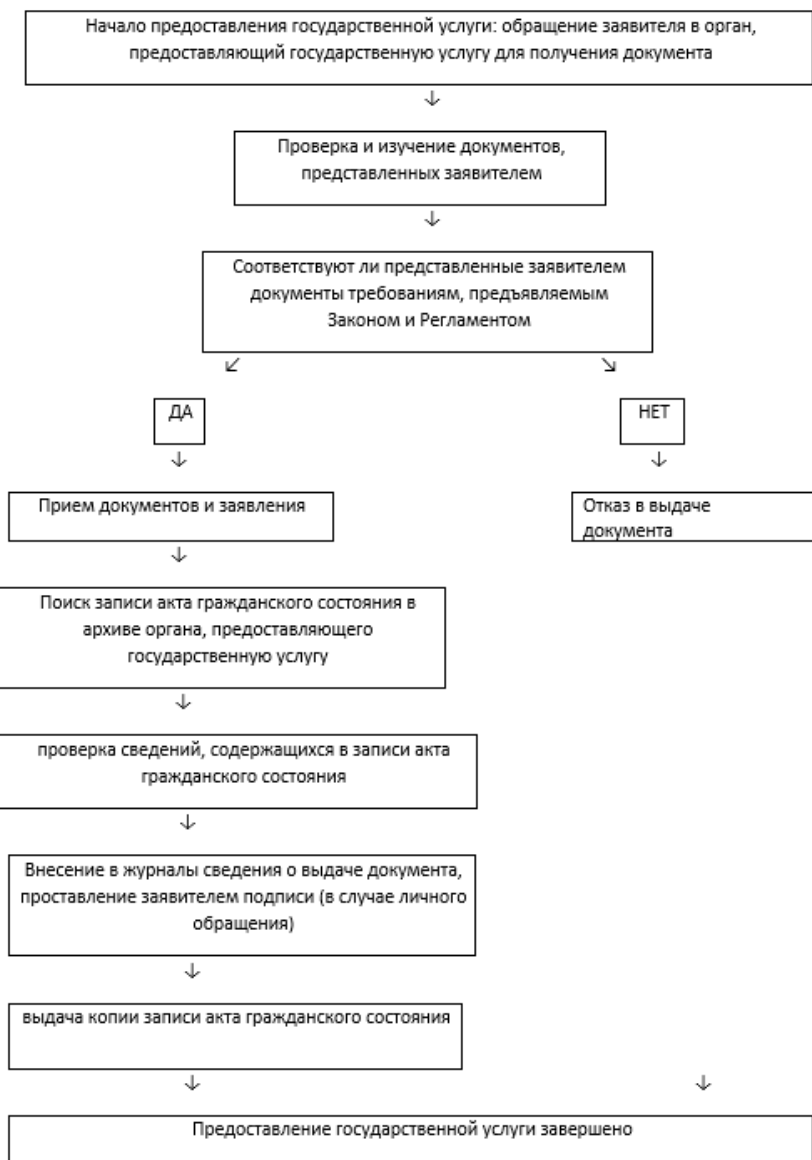 Начало предоставления государственной услуги: обращение заявителя в орган,
предоставляющий государственную услугу для получения документа
↓
Проверка и изучение документов,
представленных заявителем
↓
Соответствуют ли представленные заявителем
документы требованиям, предъявляемым
Законом и Регламентом
↙ ↘
ДА НЕТ
↓ ↓
Прием документов и заявления
Отказ в выдаче
документа
↓
Поиск записи акта гражданского состояния в
архиве органа, предоставляющего
государственную услугу
↓
проверка сведений, содержащихся в записи акта
гражданского состояния
↓
Внесение в журналы сведения о выдаче документа,
проставление заявителем подписи (в случае личного
обращения)
↓
выдача копии записи акта гражданского состояния
↓ ↓
Предоставление государственной услуги завершено